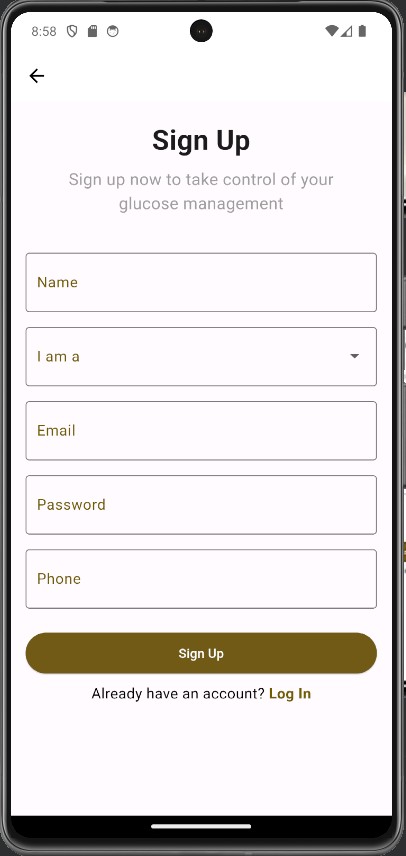 8:58
Sign Up
Sign up now to take control of your
glucose management
Name
I am a
Email
Password
Phone
Sign Up
Already have an account? Log In